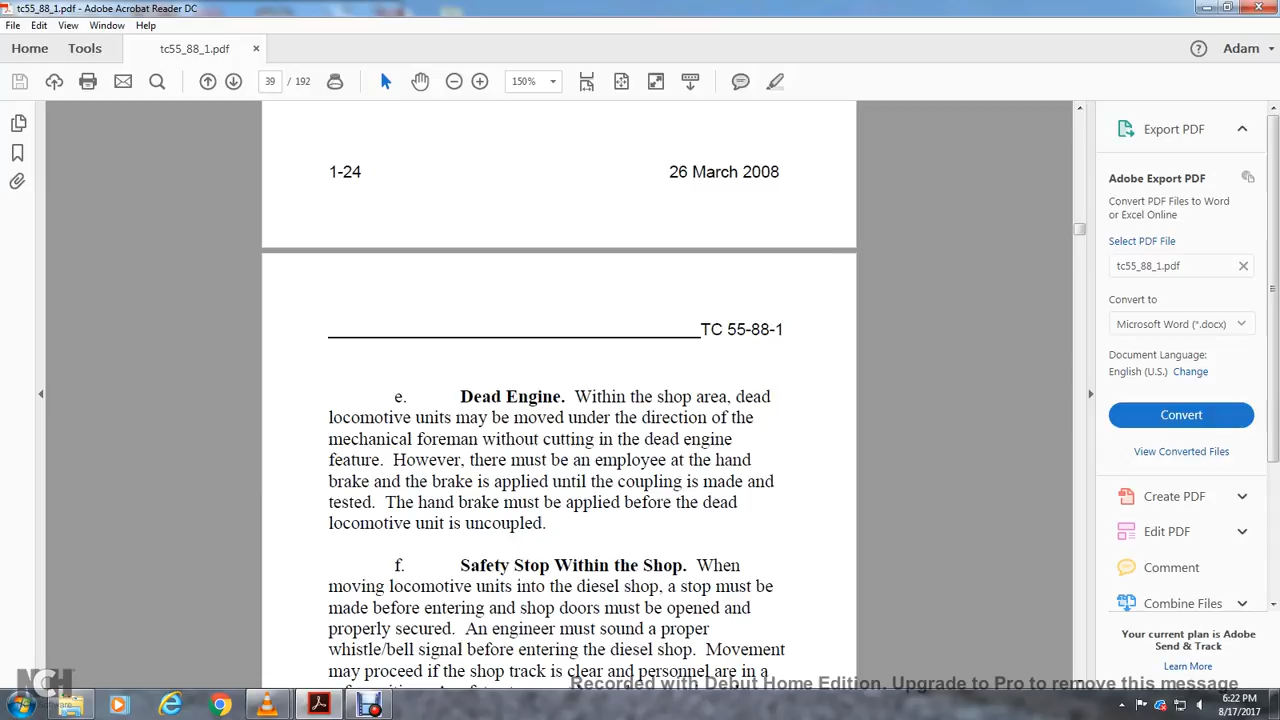 tc55_88_1.pdf - Adobe Acrobat Reader DC
File Edit View Window Help
Home Tools tc55_88_1.pdf × Adam
39 / 192 150%
1-24 26 March 2008
TC 55-88-1
e. Dead Engine. Within the shop area, dead
locomotive units may be moved under the direction of the
mechanical foreman without cutting in the dead engine
feature. However, there must be an employee at the hand
brake and the brake is applied until the coupling is made and
tested. The hand brake must be applied before the dead
locomotive unit is uncoupled.
f. Safety Stop Within the Shop. When
moving locomotive units into the diesel shop, a stop must be
made before entering and shop doors must be opened and
properly secured. An engineer must sound a proper
whistle/bell signal before entering the diesel shop. Movement
may proceed if the shop track is clear and personnel are in a
Export PDF
Adobe Export PDF
Convert PDF Files to Word
or Excel Online
Select PDF File
tc55_88_1.pdf
Convert to
Microsoft Word (*.docx)
Document Language:
English (U.S.) Change
Convert
View Converted Files
Create PDF
Edit PDF
Comment
Combine Files
Your current plan is Adobe
Send & Track
Learn More
NCH
Software
Recorded with Debut Home Edition. Upgrade to Pro to remove this message
6:22 PM
8/17/2017